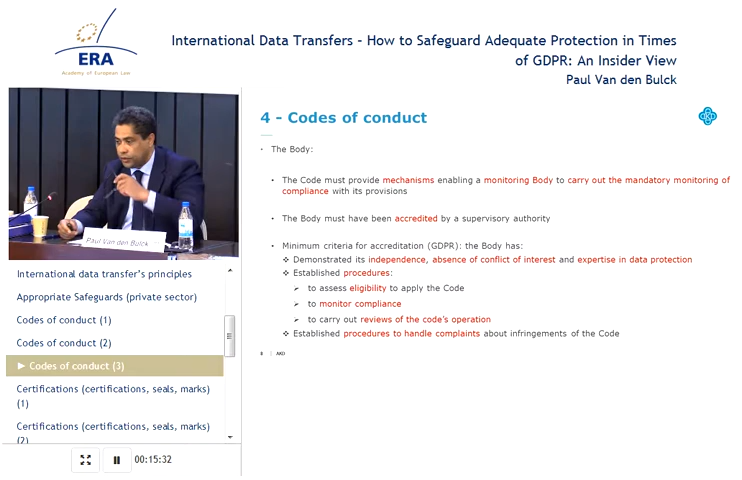 ERA
Academy of European Law
International Data Transfers – How to Safeguard Adequate Protection in Times
of GDPR: An Insider View
Paul Van den Bulck
Paul Van den Bulck
International data transfer's principles
Appropriate Safeguards (private sector)
Codes of conduct (1)
Codes of conduct (2)
► Codes of conduct (3)
Certifications (certifications, seals, marks)
(1)
Certifications (certifications, seals, marks)
(2)
00:15:32
4 - Codes of conduct
AKD
• The Body:
• The Code must provide mechanisms enabling a monitoring Body to carry out the mandatory monitoring of
compliance with its provisions
• The Body must have been accredited by a supervisory authority
• Minimum criteria for accreditation (GDPR): the Body has:
❖ Demonstrated its independence, absence of conflict of interest and expertise in data protection
❖ Established procedures:
➢ to assess eligibility to apply the Code
➢ to monitor compliance
➢ to carry out reviews of the code's operation
❖ Established procedures to handle complaints about infringements of the Code
8 | AKD